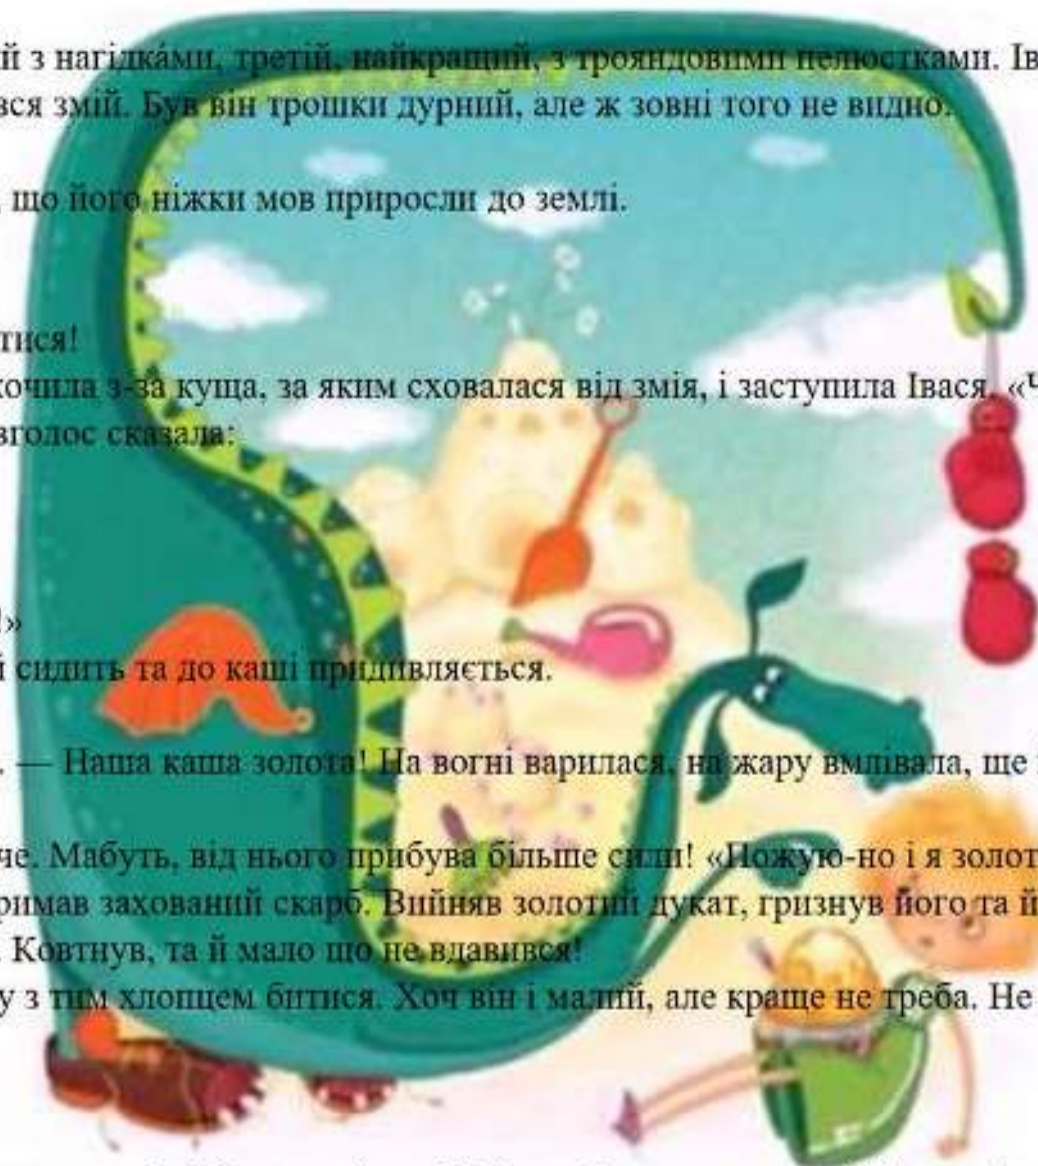 й з нагідка́ми, третій, найкращий, з трояндовими пелюстками. Ів
вся змій. Був він трошки дурний, але ж зовні того не видно.
, що його ніжки мов приросли до землі.
тися!
кочила з-за куща, за яким сховалася від змія, і заступила Івася. «Ч
вголос сказала:
!»
й сидить та до каші придивляється.
. — Наша каша золота! На вогні варилася, на жару вмлівала, ще
че. Мабуть, від нього прибува більше сили! «Пожую-но і я золот
римав захований скарб. Вийняв золотий дукат, гризнув його та й
. Ковтнув, та й мало що не вдавився!
у з тим хлопцем битися. Хоч він і малий, але краще не треба. Не